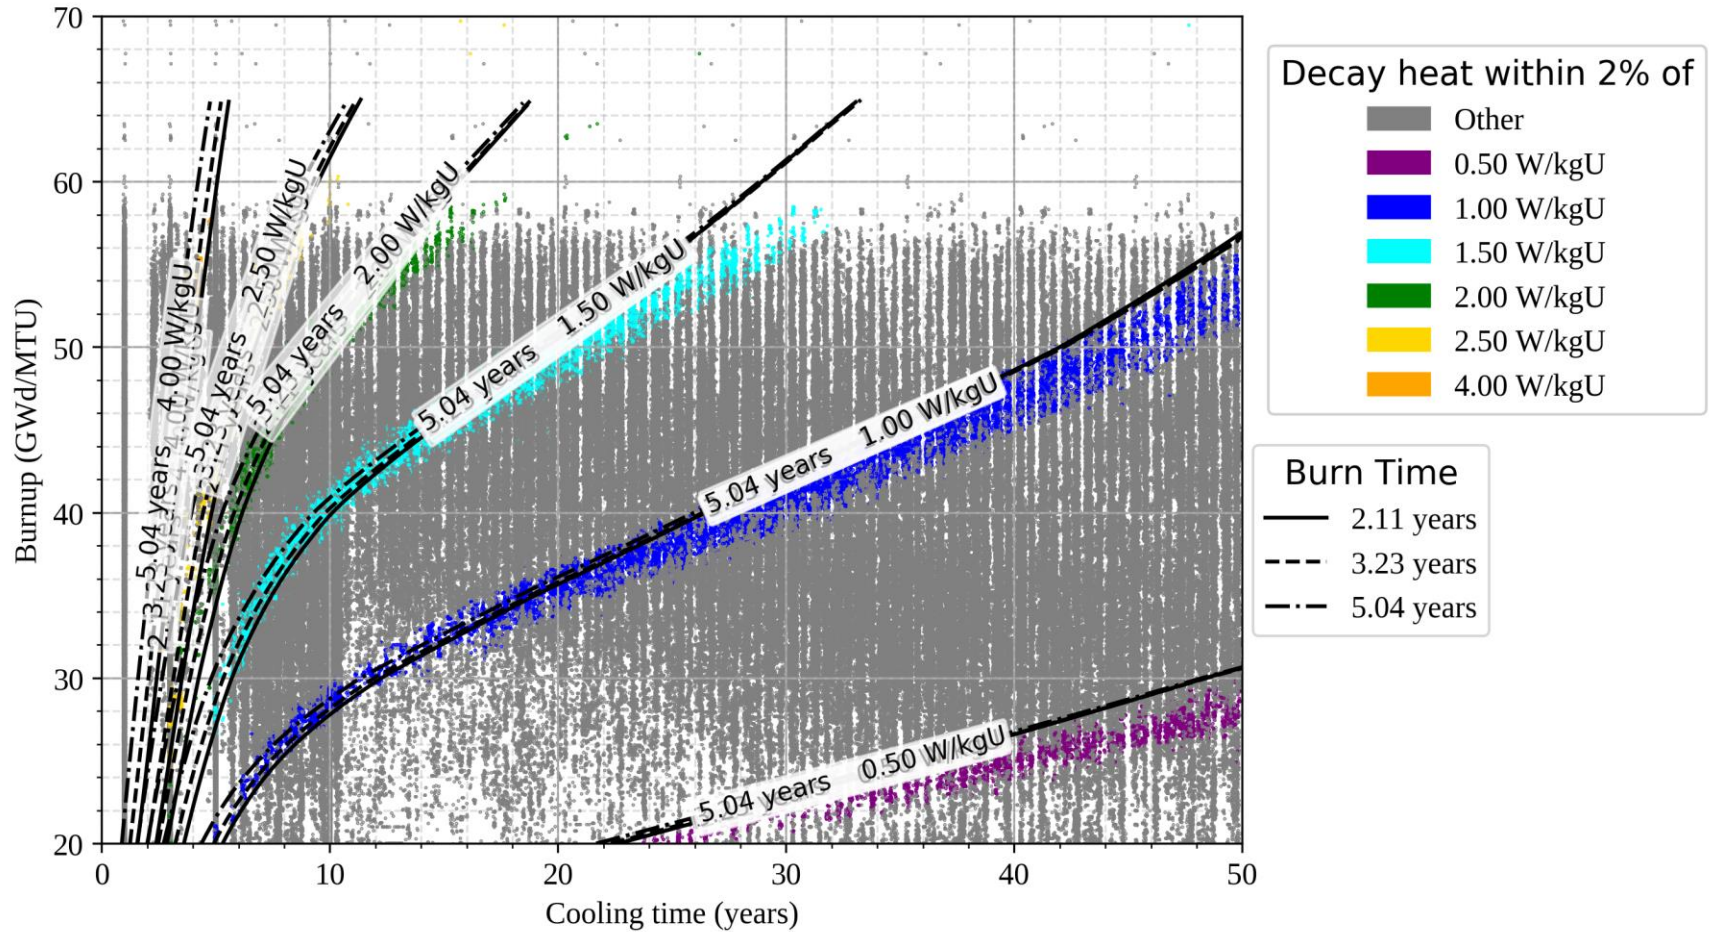 70
60
50
40
30
20
0
10
20
30
40
50
Burnup (GWd/MTU)
Cooling time (years)
5.04 years 4.00 W/kgU
5.04 years 2.50 W/kgU
5.04 years 2.00 W/kgU
5.04 years 1.50 W/kgU
5.04 years 1.00 W/kgU
5.04 years 0.50 W/kgU
Decay heat within 2% of
Other
0.50 W/kgU
1.00 W/kgU
1.50 W/kgU
2.00 W/kgU
2.50 W/kgU
4.00 W/kgU
Burn Time
2.11 years
3.23 years
5.04 years